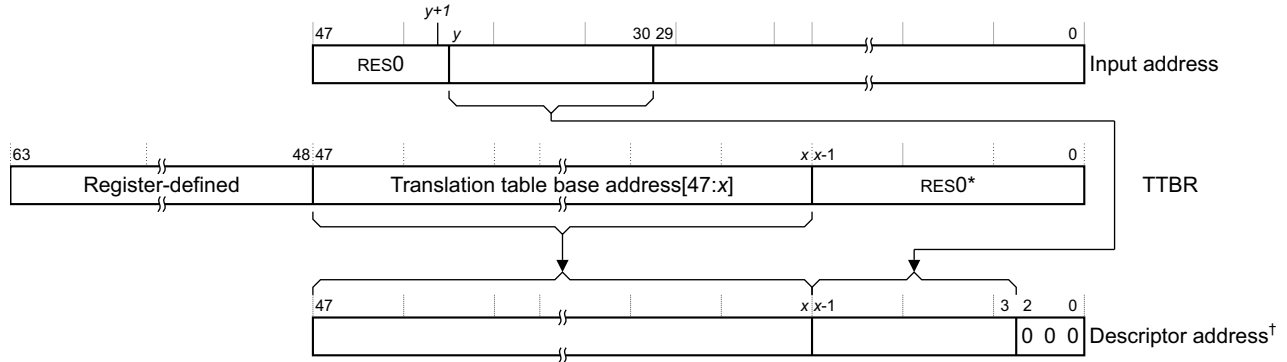 y+1
47 y 30 29 0
RES0 Input address
63 48 47 x x-1 0
Register-defined Translation table base address[47:x] RES0* TTBR
47 x x-1 3 2 0
0 0 0 Descriptor address†